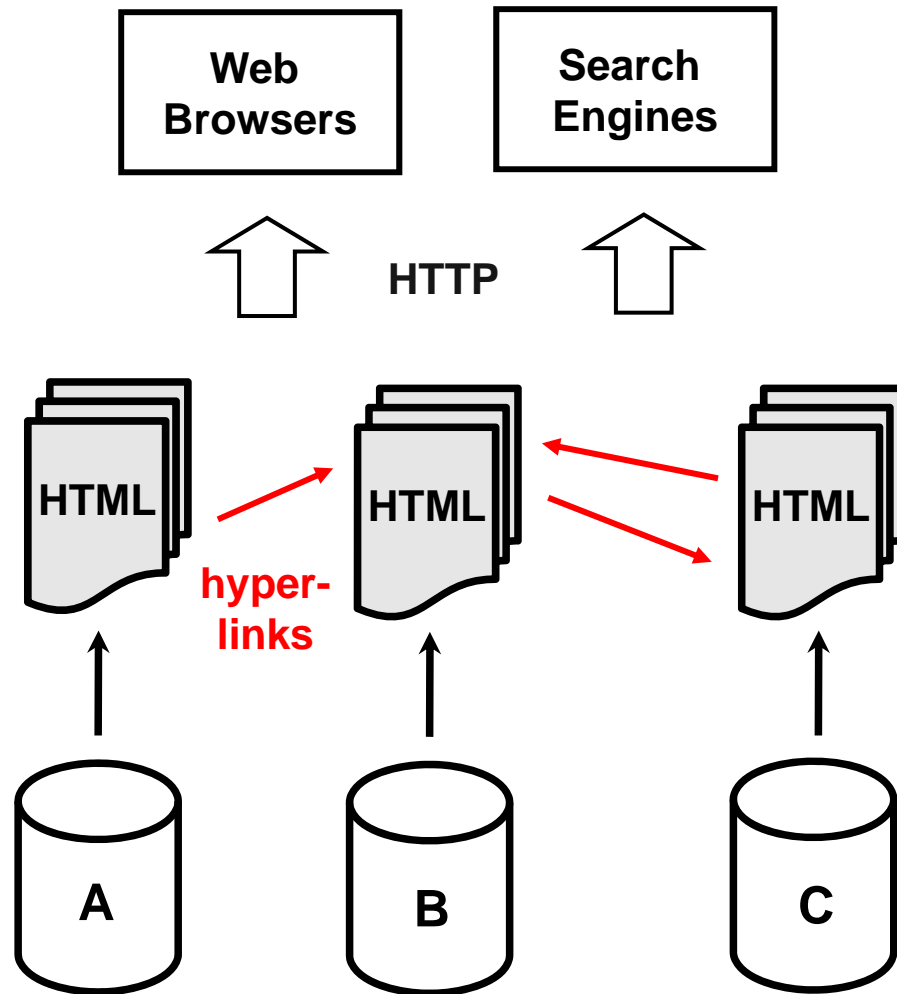 Web
Browsers
Search
Engines
HTTP
HTML
HTML
HTML
hyper-
links
A
B
C